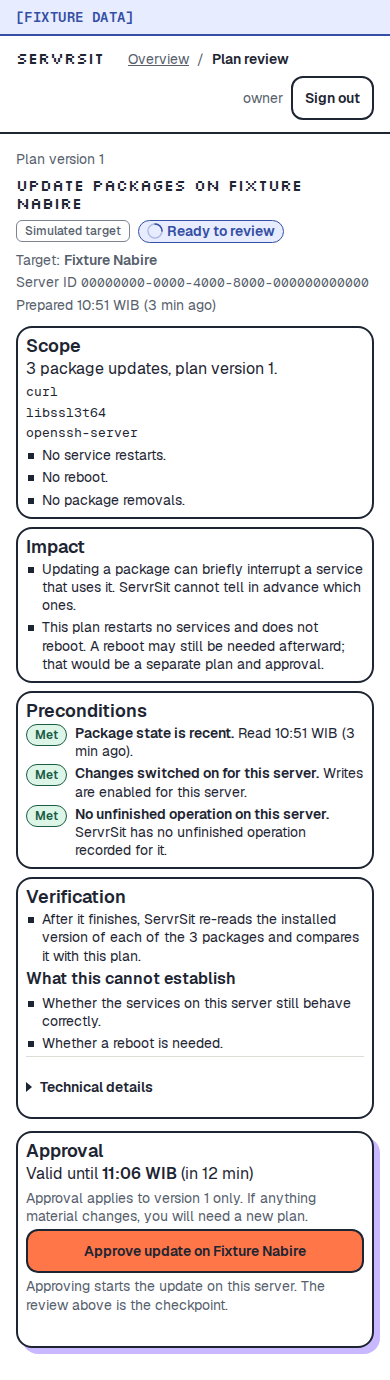 [FIXTURE DATA]
SERVRSIT Overview / Plan review
owner Sign out
Plan version 1
UPDATE PACKAGES ON FIXTURE
NABIRE
Simulated target Ready to review
Target: Fixture Nabire
Server ID 00000000-0000-4000-8000-000000000000
Prepared 10:51 WIB (3 min ago)
Scope
3 package updates, plan version 1.
curl
libssl3t64
openssh-server
No service restarts.
No reboot.
No package removals.
Impact
Updating a package can briefly interrupt a service
that uses it. ServrSit cannot tell in advance which
ones.
This plan restarts no services and does not
reboot. A reboot may still be needed afterward;
that would be a separate plan and approval.
Preconditions
Met Package state is recent. Read 10:51 WIB (3
min ago).
Met Changes switched on for this server. Writes
are enabled for this server.
Met No unfinished operation on this server.
ServrSit has no unfinished operation
recorded for it.
Verification
After it finishes, ServrSit re-reads the installed
version of each of the 3 packages and compares
it with this plan.
What this cannot establish
Whether the services on this server still behave
correctly.
Whether a reboot is needed.
Technical details
Approval
Valid until 11:06 WIB (in 12 min)
Approval applies to version 1 only. If anything
material changes, you will need a new plan.
Approve update on Fixture Nabire
Approving starts the update on this server. The
review above is the checkpoint.